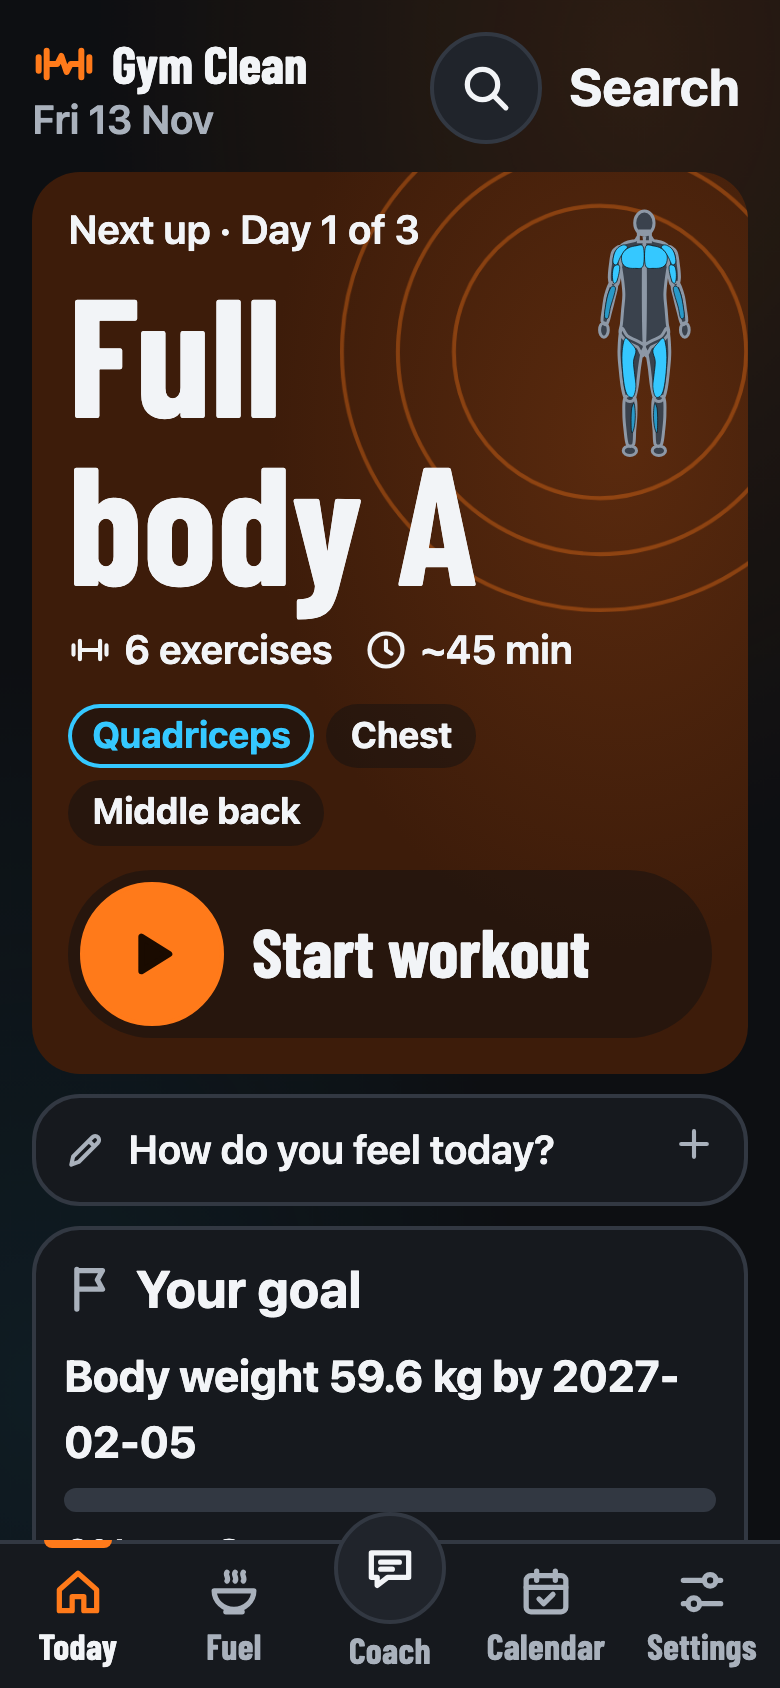 Gym Clean
Fri 13 Nov
Search
Next up · Day 1 of 3
Full
body A
6 exercises
~45 min
Quadriceps
Chest
Middle back
Start workout
How do you feel today?
Your goal
Body weight 59.6 kg by 2027-
02-05
Today
Fuel
Coach
Calendar
Settings